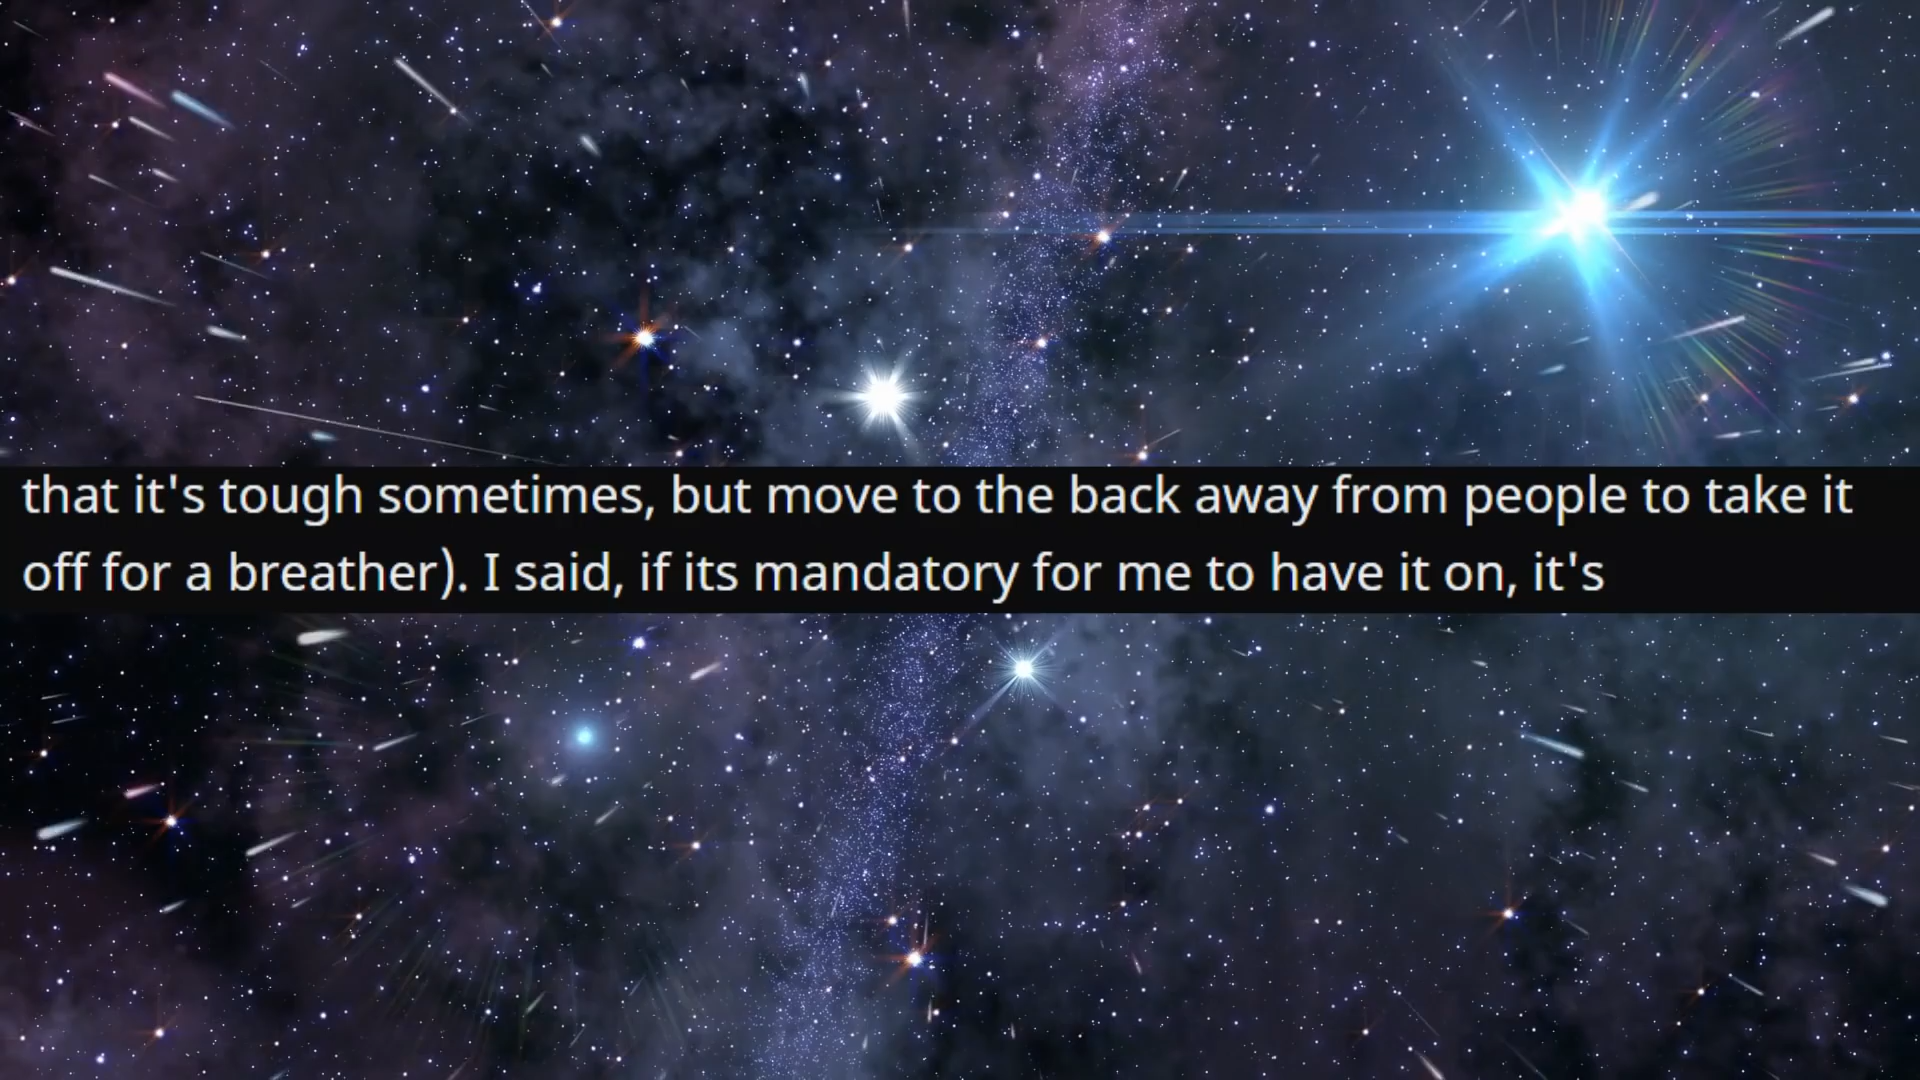 that it's tough sometimes, but move to the back away from people to take it
off for a breather). I said, if its mandatory for me to have it on, it's